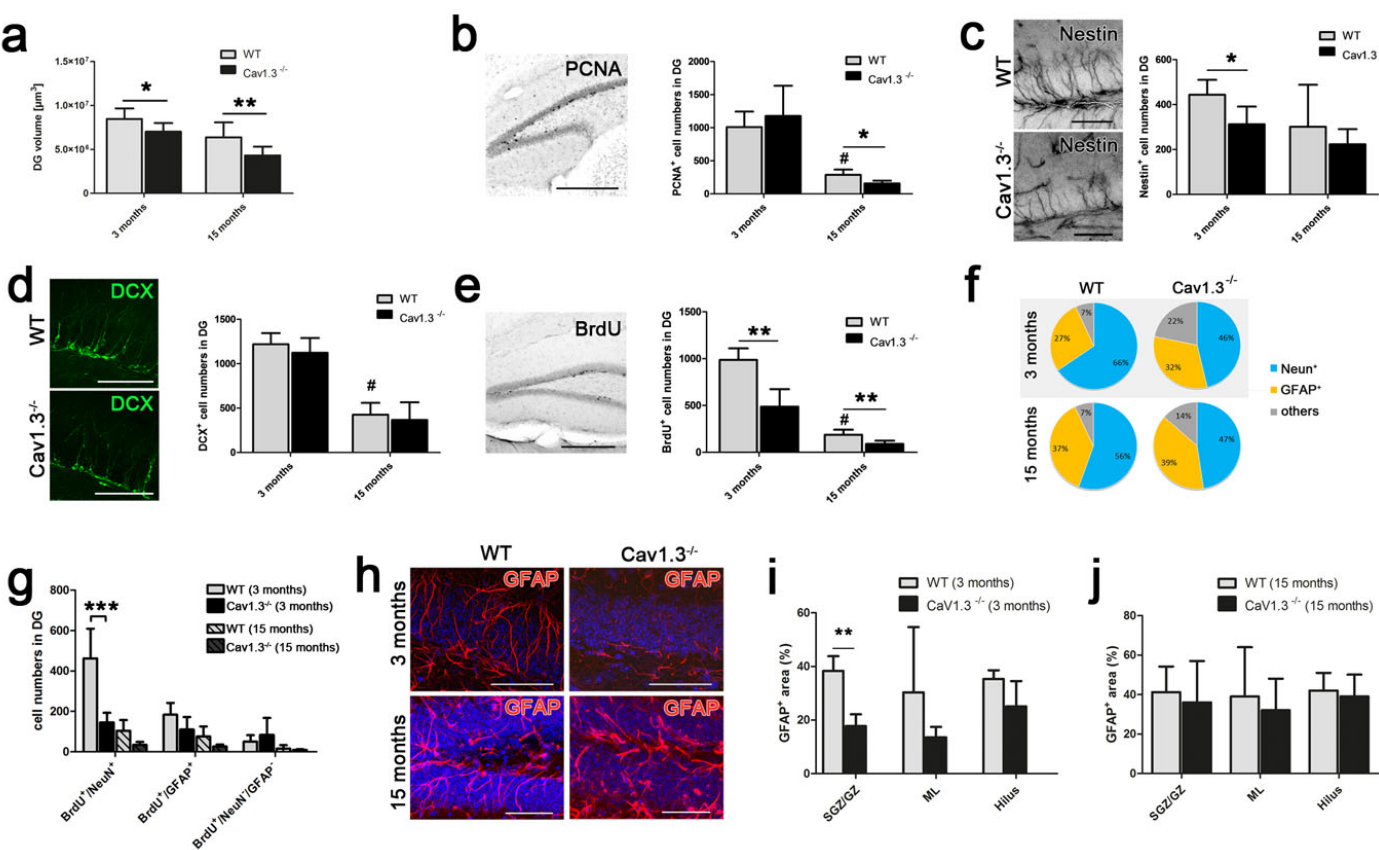 a
WT
Cav1.3 -/-
DG volume [µm³]
1.5×10⁷
1.0×10⁷
5.0×10⁶
0
*
**
3 months
15 months
b
PCNA
WT
Cav1.3 -/-
PCNA⁺ cell numbers in DG
2000
1500
1000
500
0
#
*
3 months
15 months
c
WT
Nestin
Cav1.3-/-
Nestin
WT
Cav1.3
Nestin⁺ cell numbers in DG
600
400
200
0
*
3 months
15 months
d
WT
DCX
Cav1.3-/-
DCX
WT
Cav1.3 -/-
DCX⁺ cell numbers in DG
1500
1000
500
0
#
3 months
15 months
e
BrdU
WT
Cav1.3 -/-
BrdU⁺ cell numbers in DG
1500
1000
500
0
**
#
**
3 months
15 months
f
WT
Cav1.3-/-
3 months
7%
27%
66%
22%
46%
32%
15 months
7%
37%
56%
14%
47%
39%
Neun⁺
GFAP⁺
others
g
WT (3 months)
Cav1.3-/- (3 months)
WT (15 months)
Cav1.3-/- (15 months)
cell numbers in DG
800
600
400
200
0
***
BrdU⁺/NeuN⁺
BrdU⁺/GFAP⁺
BrdU⁺/NeuN⁻/GFAP⁻
h
WT
Cav1.3-/-
3 months
GFAP
GFAP
15 months
GFAP
GFAP
i
WT (3 months)
CaV1.3 -/- (3 months)
GFAP⁺ area (%)
60
40
20
0
**
SGZ/GZ
ML
Hilus
j
WT (15 months)
CaV1.3 -/- (15 months)
GFAP⁺ area (%)
80
60
40
20
0
SGZ/GZ
ML
Hilus